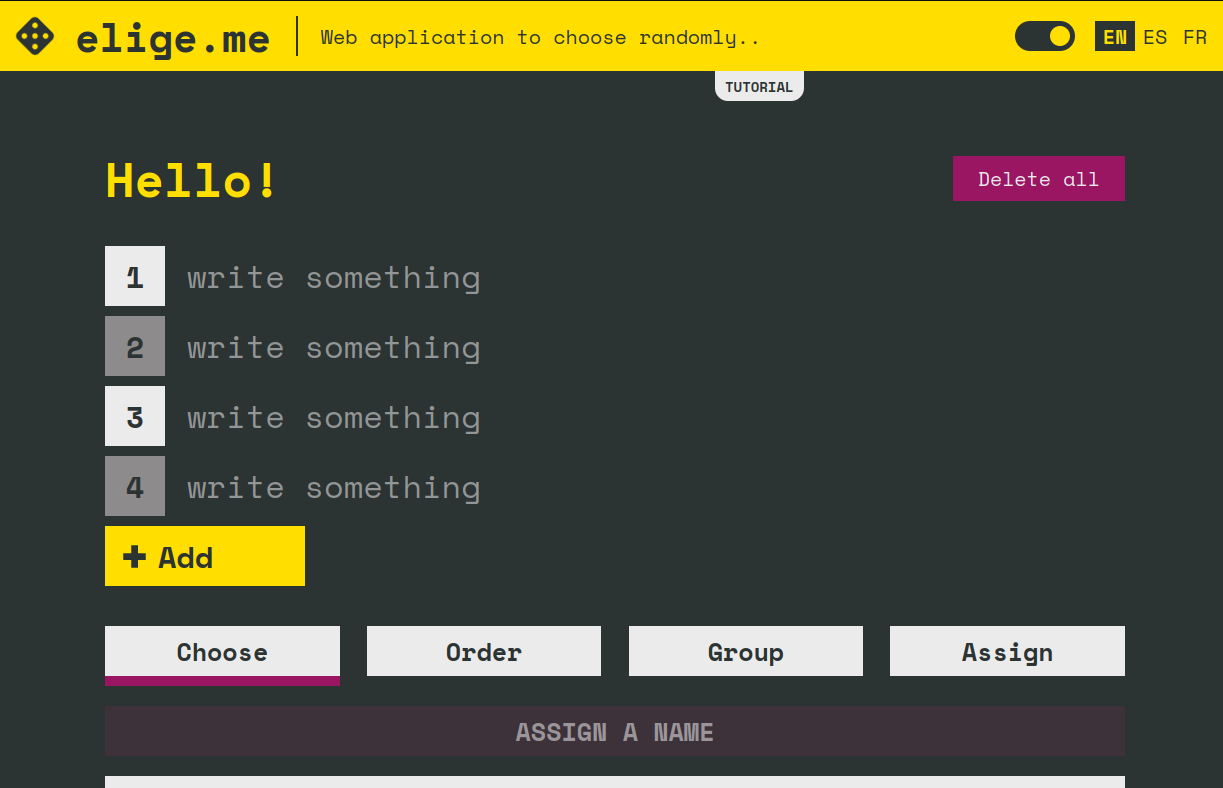 elige.me
Web application to choose randomly..
EN ES FR
TUTORIAL
Hello!
Delete all
1 write something
2 write something
3 write something
4 write something
+ Add
Choose Order Group Assign
ASSIGN A NAME